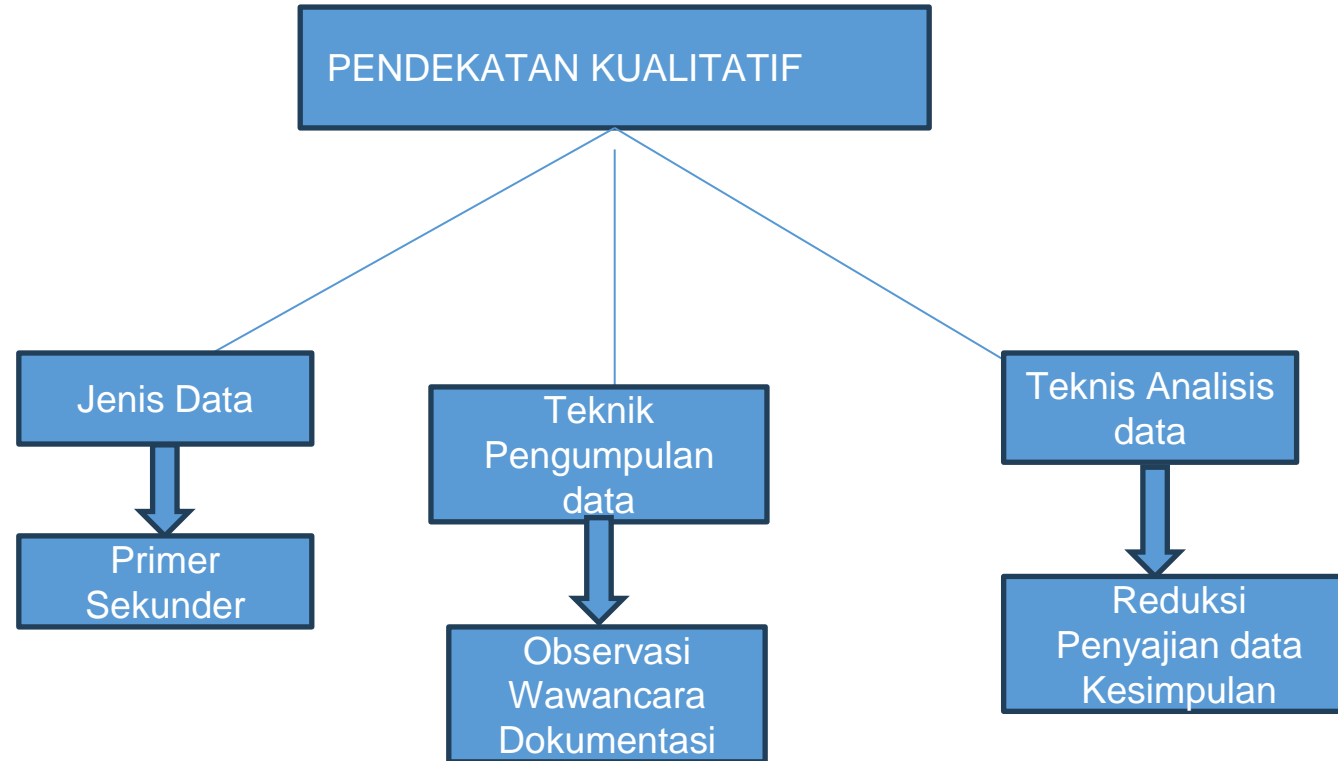 PENDEKATAN KUALITATIF
Jenis Data
Primer
Sekunder
Teknik
Pengumpulan
data
Observasi
Wawancara
Dokumentasi
Teknis Analisis
data
Reduksi
Penyajian data
Kesimpulan